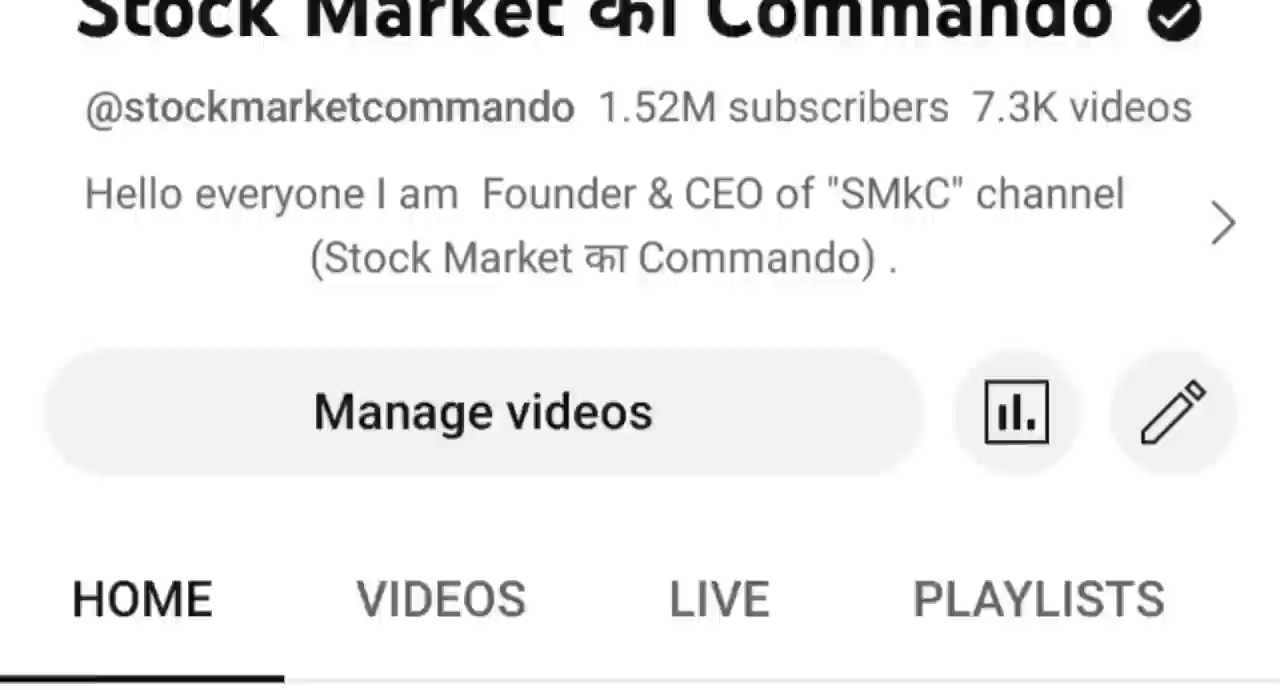 Stock Market का Commando
@stockmarketcommando 1.52M subscribers 7.3K videos
Hello everyone I am Founder & CEO of "SMkC" channel
(Stock Market का Commando) .
Manage videos
HOME VIDEOS LIVE PLAYLISTS